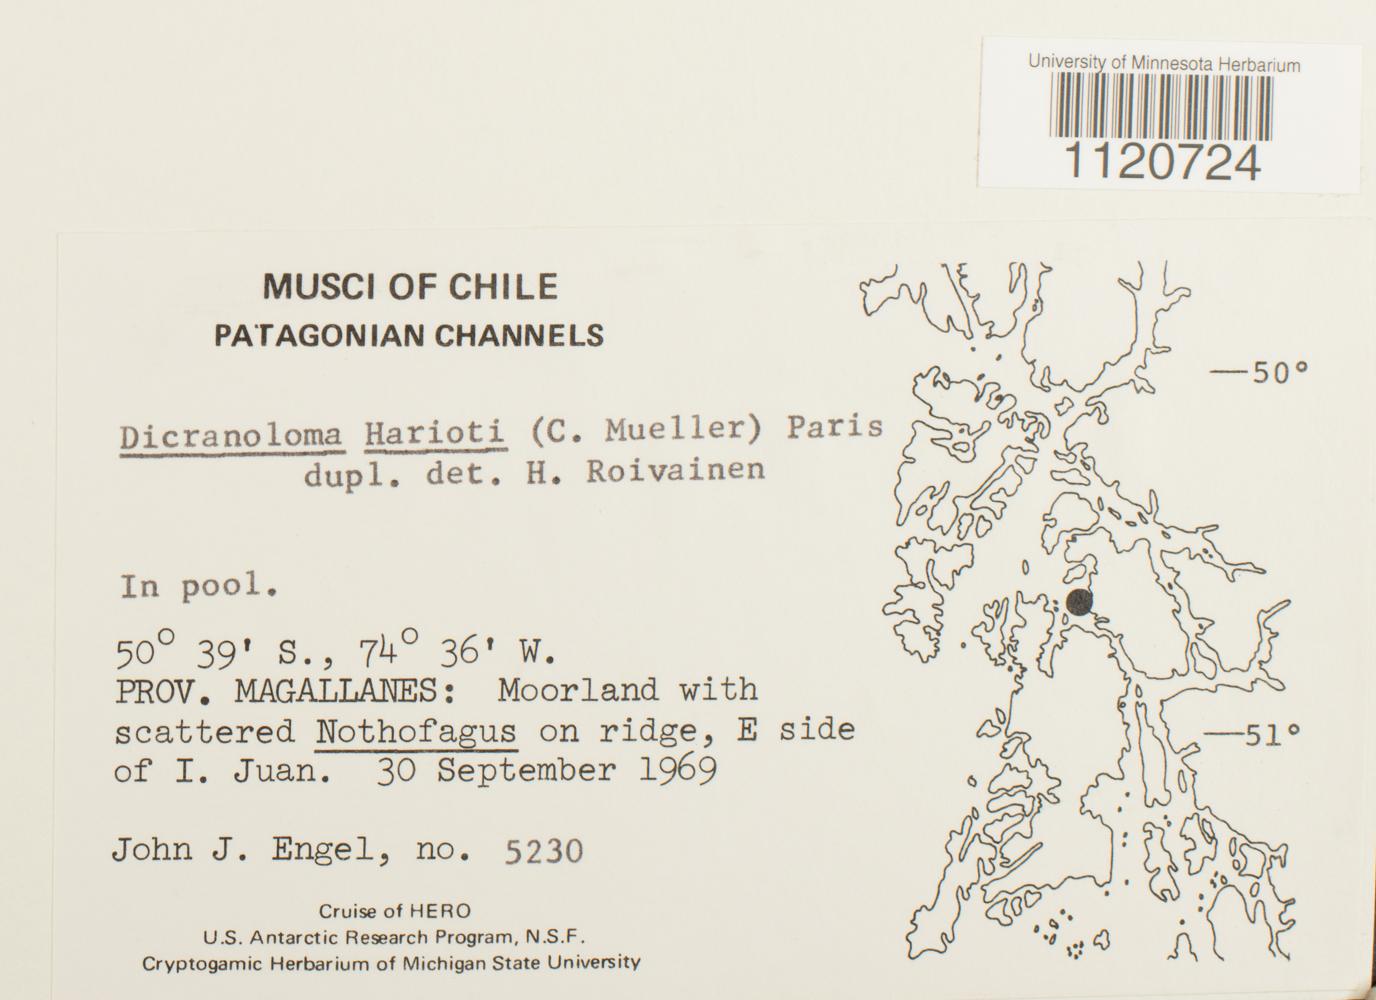 University of Minnesota Herbarium
1120724
MUSCI OF CHILE
PATAGONIAN CHANNELS
Dicranoloma Harioti (C. Mueller) Paris
dupl. det. H. Roivainen
In pool.
50° 39' S., 74° 36' W.
PROV. MAGALLANES: Moorland with
scattered Nothofagus on ridge, E side
of I. Juan. 30 September 1969
John J. Engel, no. 5230
Cruise of HERO
U.S. Antarctic Research Program, N.S.F.
Cryptogamic Herbarium of Michigan State University
—50°
—51°